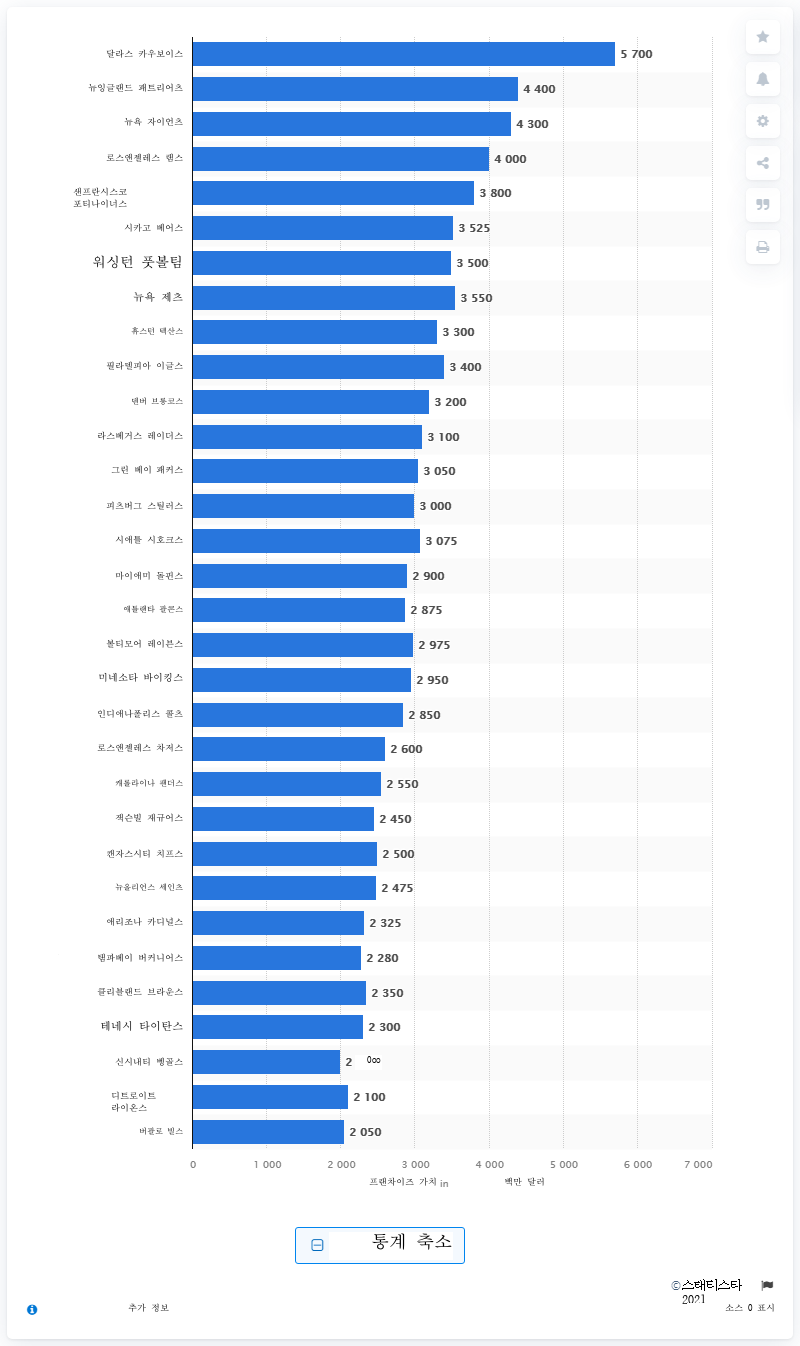 달라스 카우보이스 5 700
뉴잉글랜드 패트리어츠 4 400
뉴욕 자이언츠 4 300
로스앤젤레스 램스 4 000
샌프란시스코
포티나이너스 3 800
시카고 베어스 3 525
워싱턴 풋볼팀 3 500
뉴욕 제츠 3 550
휴스턴 텍산스 3 300
필라델피아 이글스 3 400
덴버 브롱코스 3 200
라스베거스 레이더스 3 100
그린 베이 패커스 3 050
피츠버그 스틸러스 3 000
시애틀 시호크스 3 075
마이애미 돌핀스 2 900
애틀랜타 팔콘스 2 875
볼티모어 레이븐스 2 975
미네소타 바이킹스 2 950
인디애나폴리스 콜츠 2 850
로스앤젤레스 차저스 2 600
캐롤라이나 팬더스 2 550
잭슨빌 재규어스 2 450
캔자스시티 치프스 2 500
뉴올리언스 세인츠 2 475
애리조나 카디널스 2 325
탬파베이 버커니어스 2 280
클리블랜드 브라운스 2 350
테네시 타이탄스 2 300
신시내티 벵골스 2 0∞
디트로이트
라이온스 2 100
버팔로 빌스 2 050
0 1 000 2 000 3 000 4 000 5 000 6 000 7 000
프랜차이즈 가치 in 백만 달러
통계 축소
©스태티스타
2021
추가 정보 소스 0 표시